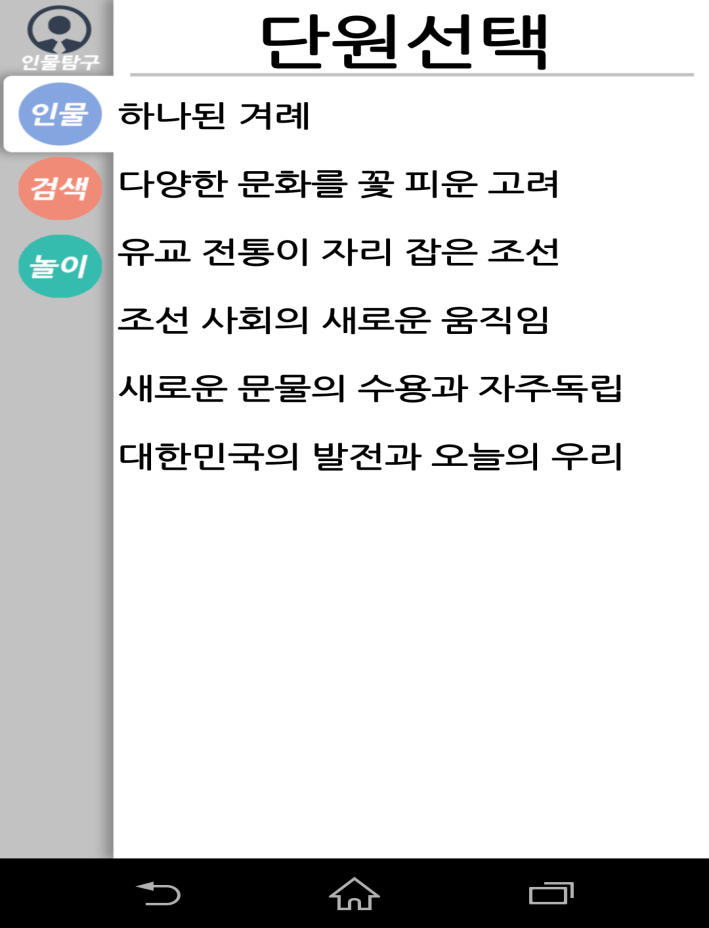 인물탐구
단원선택
인물
하나된 겨레
검색
다양한 문화를 꽃 피운 고려
놀이
유교 전통이 자리 잡은 조선
조선 사회의 새로운 움직임
새로운 문물의 수용과 자주독립
대한민국의 발전과 오늘의 우리